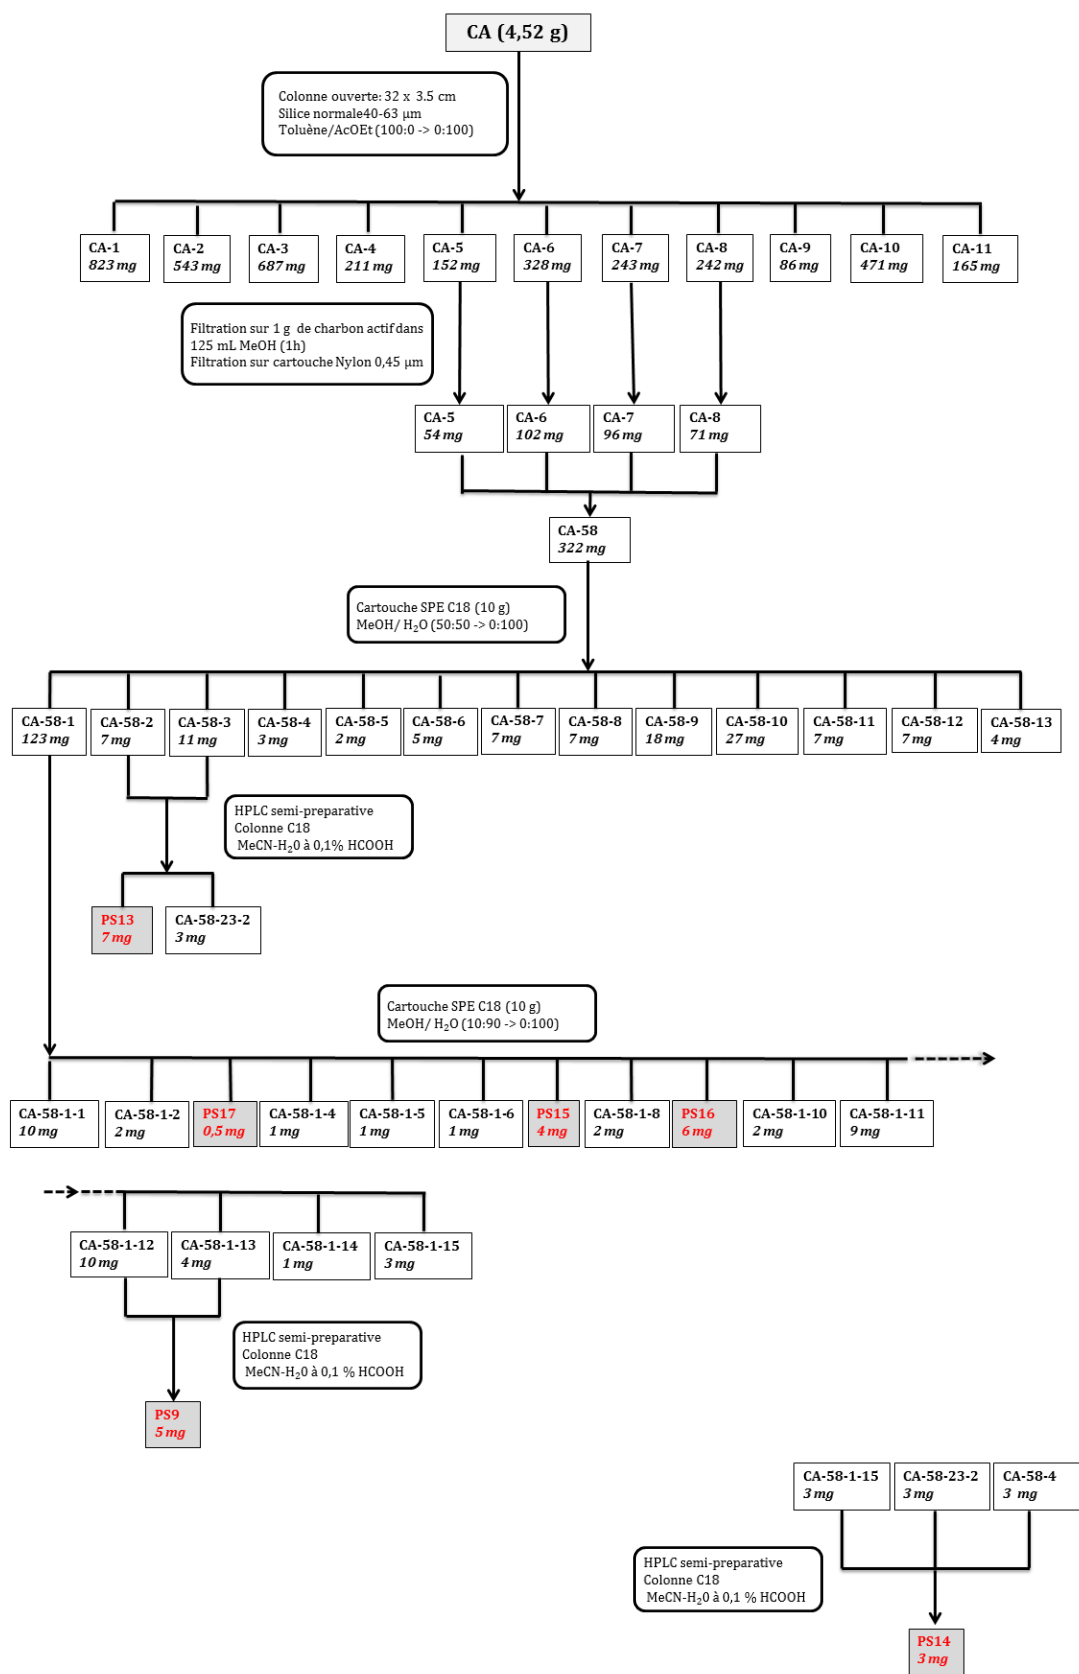 CA (4,52 g)
Colonne ouverte: 32 x 3.5 cm
Silice normale40-63 µm
Toluène/AcOEt (100:0 -> 0:100)
CA-1
823 mg
CA-2
543 mg
CA-3
687 mg
CA-4
211 mg
CA-5
152 mg
CA-6
328 mg
CA-7
243 mg
CA-8
242 mg
CA-9
86 mg
CA-10
471 mg
CA-11
165 mg
Filtration sur 1 g de charbon actif dans
125 mL MeOH (1h)
Filtration sur cartouche Nylon 0,45 µm
CA-5
54 mg
CA-6
102 mg
CA-7
96 mg
CA-8
71 mg
CA-58
322 mg
Cartouche SPE C18 (10 g)
MeOH/ H₂O (50:50 -> 0:100)
CA-58-1
123 mg
CA-58-2
7 mg
CA-58-3
11 mg
CA-58-4
3 mg
CA-58-5
2 mg
CA-58-6
5 mg
CA-58-7
7 mg
CA-58-8
7 mg
CA-58-9
18 mg
CA-58-10
27 mg
CA-58-11
7 mg
CA-58-12
7 mg
CA-58-13
4 mg
HPLC semi-preparative
Colonne C18
MeCN-H₂0 à 0,1% HCOOH
PS13
7 mg
CA-58-23-2
3 mg
Cartouche SPE C18 (10 g)
MeOH/ H₂O (10:90 -> 0:100)
CA-58-1-1
10 mg
CA-58-1-2
2 mg
PS17
0,5 mg
CA-58-1-4
1 mg
CA-58-1-5
1 mg
CA-58-1-6
1 mg
PS15
4 mg
CA-58-1-8
2 mg
PS16
6 mg
CA-58-1-10
2 mg
CA-58-1-11
9 mg
CA-58-1-12
10 mg
CA-58-1-13
4 mg
CA-58-1-14
1 mg
CA-58-1-15
3 mg
HPLC semi-preparative
Colonne C18
MeCN-H₂0 à 0,1 % HCOOH
PS9
5 mg
CA-58-1-15
3 mg
CA-58-23-2
3 mg
CA-58-4
3 mg
HPLC semi-preparative
Colonne C18
MeCN-H₂0 à 0,1 % HCOOH
PS14
3 mg